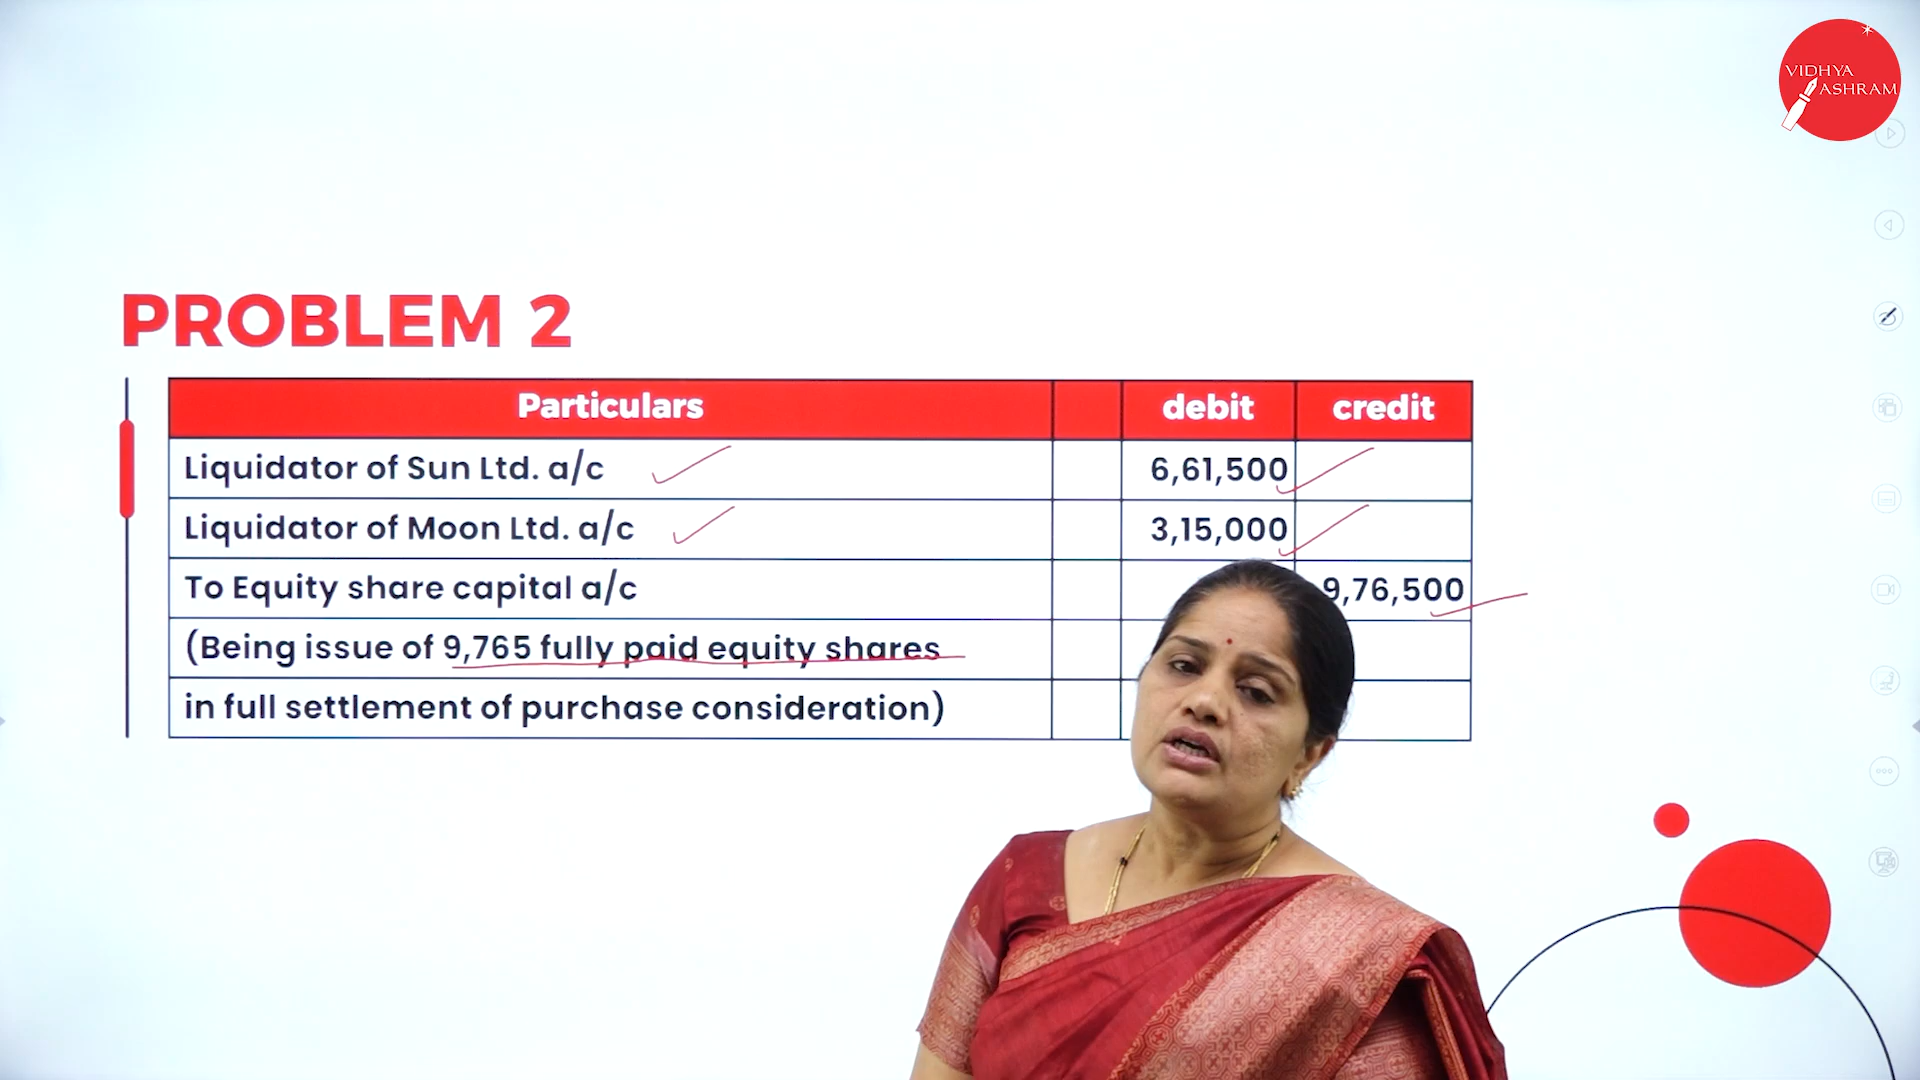 VIDHYA
ASHRAM
PROBLEM 2
Particulars debit credit
Liquidator of Sun Ltd. a/c 6,61,500
Liquidator of Moon Ltd. a/c 3,15,000
To Equity share capital a/c 9,76,500
(Being issue of 9,765 fully paid equity shares
in full settlement of purchase consideration)